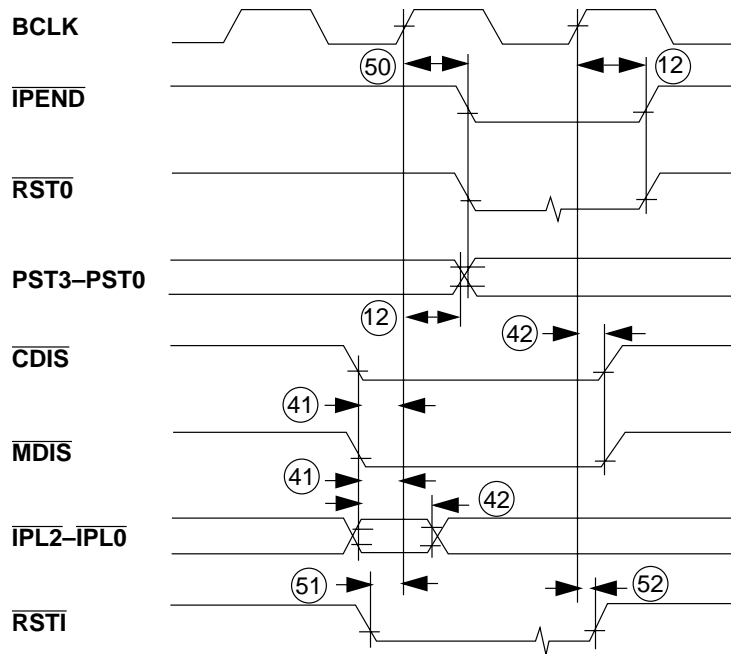 BCLK
50
12
IPEND
RST0
PST3–PST0
12
42
CDIS
41
MDIS
41
42
IPL2–IPL0
51
52
RSTI